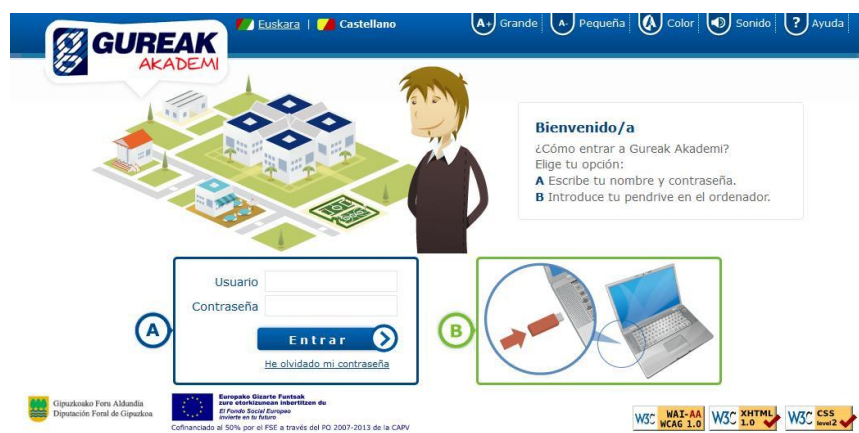 Euskara | Castellano
A+ Grande A- Pequeña A Color Sonido ? Ayuda
GUREAK
AKADEMI
Bienvenido/a
¿Cómo entrar a Gureak Akademi?
Elige tu opción:
A Escribe tu nombre y contraseña.
B Introduce tu pendrive en el ordenador.
A
Usuario
Contraseña
Entrar
He olvidado mi contraseña
B
Gipuzkoako Foru Aldundia
Diputación Foral de Gipuzkoa
Europako Gizarte Funtsak
zure etorkizunean inbertitzen du
El Fondo Social Europeo
invierte en tu futuro
Cofinanciado al 50% por el FSE a través del PO 2007-2013 de la CAPV
W3C WAI-AA WCAG 1.0
W3C XHTML 1.0
W3C CSS level 2